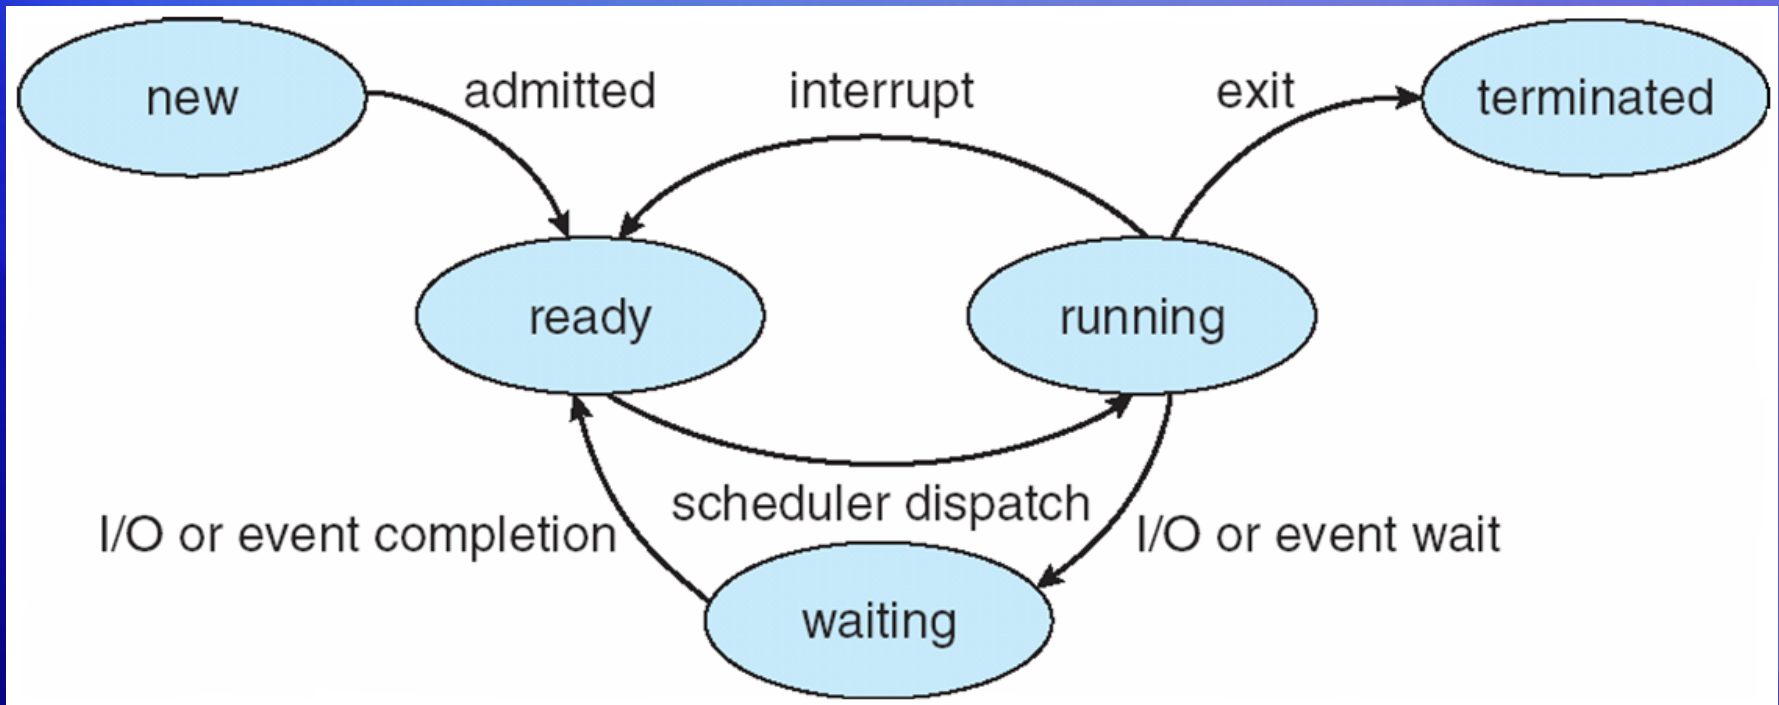 new
admitted
interrupt
exit
terminated
ready
running
scheduler dispatch
I/O or event completion
I/O or event wait
waiting